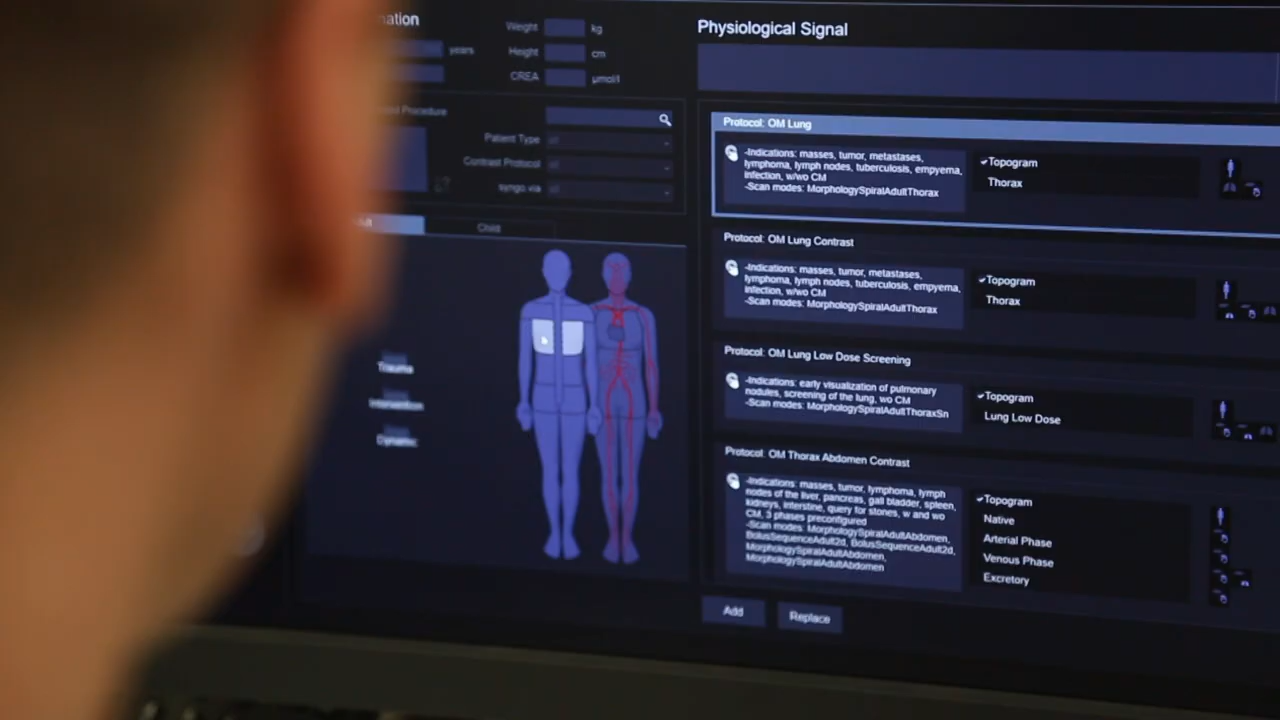 Weight kg
years
Height cm
CREA µmol/l
Procedure
Patient Type
Contrast Protocol
syngo.via
Child
Trauma
Intervention
Dynamic
Physiological Signal
Protocol: OM Lung
-Indications: masses, tumor, metastases,
lymphoma, lymph nodes, tuberculosis, empyema,
infection, w/wo CM
-Scan modes: MorphologySpiralAdultThorax
Topogram
Thorax
Protocol: OM Lung Contrast
-Indications: masses, tumor, metastases,
lymphoma, lymph nodes, tuberculosis, empyema,
infection, w/wo CM
-Scan modes: MorphologySpiralAdultThorax
Topogram
Thorax
Protocol: OM Lung Low Dose Screening
-Indications: early visualization of pulmonary
nodules, screening of the lung, wo CM
-Scan modes: MorphologySpiralAdultThoraxSn
Topogram
Lung Low Dose
Protocol: OM Thorax Abdomen Contrast
-Indications: masses, tumor, lymphoma, lymph
nodes of the liver, pancreas, gall bladder, spleen,
kidneys, interstine, query for stones, w and wo
CM, 3 phases preconfigured
-Scan modes: MorphologySpiralAdultAbdomen,
BolusSequenceAdult2d, BolusSequenceAdult2d,
MorphologySpiralAdultAbdomen,
MorphologySpiralAdultAbdomen
Topogram
Native
Arterial Phase
Venous Phase
Excretory
Add
Replace